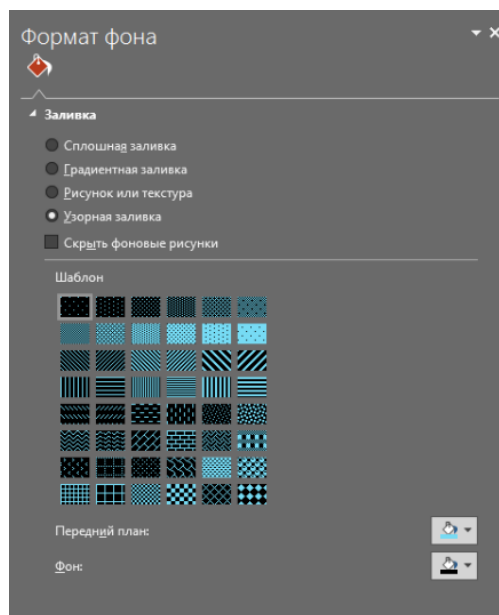 Формат фона
Заливка
Сплошная заливка
Градиентная заливка
Рисунок или текстура
Узорная заливка
Скрыть фоновые рисунки
Шаблон
Передний план:
Фон: